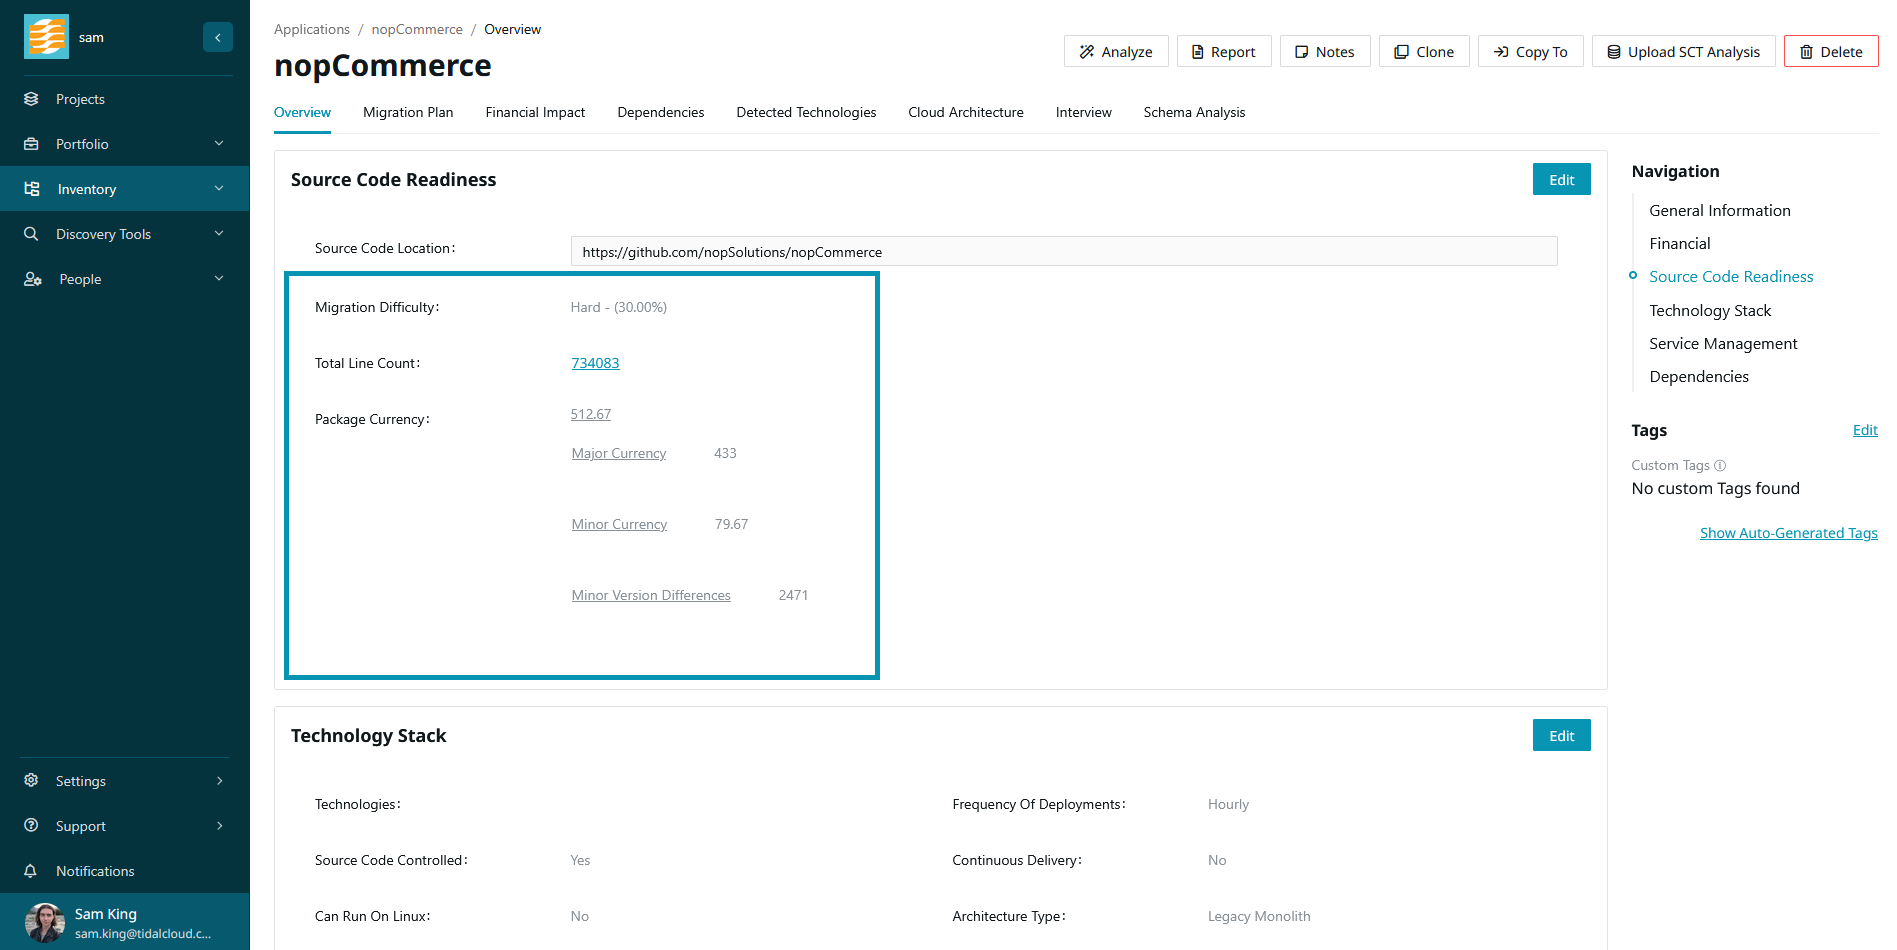 sam
Projects
Portfolio
Inventory
Discovery Tools
People
Settings
Support
Notifications
Sam King
sam.king@tidalcloud.c...
Applications / nopCommerce / Overview
nopCommerce
Analyze
Report
Notes
Clone
Copy To
Upload SCT Analysis
Delete
Overview
Migration Plan
Financial Impact
Dependencies
Detected Technologies
Cloud Architecture
Interview
Schema Analysis
Source Code Readiness
Edit
Source Code Location: https://github.com/nopSolutions/nopCommerce
Migration Difficulty: Hard - (30.00%)
Total Line Count: 734083
Package Currency: 512.67
Major Currency 433
Minor Currency 79.67
Minor Version Differences 2471
Technology Stack
Edit
Technologies:
Frequency Of Deployments: Hourly
Source Code Controlled: Yes
Continuous Delivery: No
Can Run On Linux: No
Architecture Type: Legacy Monolith
Navigation
General Information
Financial
Source Code Readiness
Technology Stack
Service Management
Dependencies
Tags
Edit
Custom Tags
No custom Tags found
Show Auto-Generated Tags